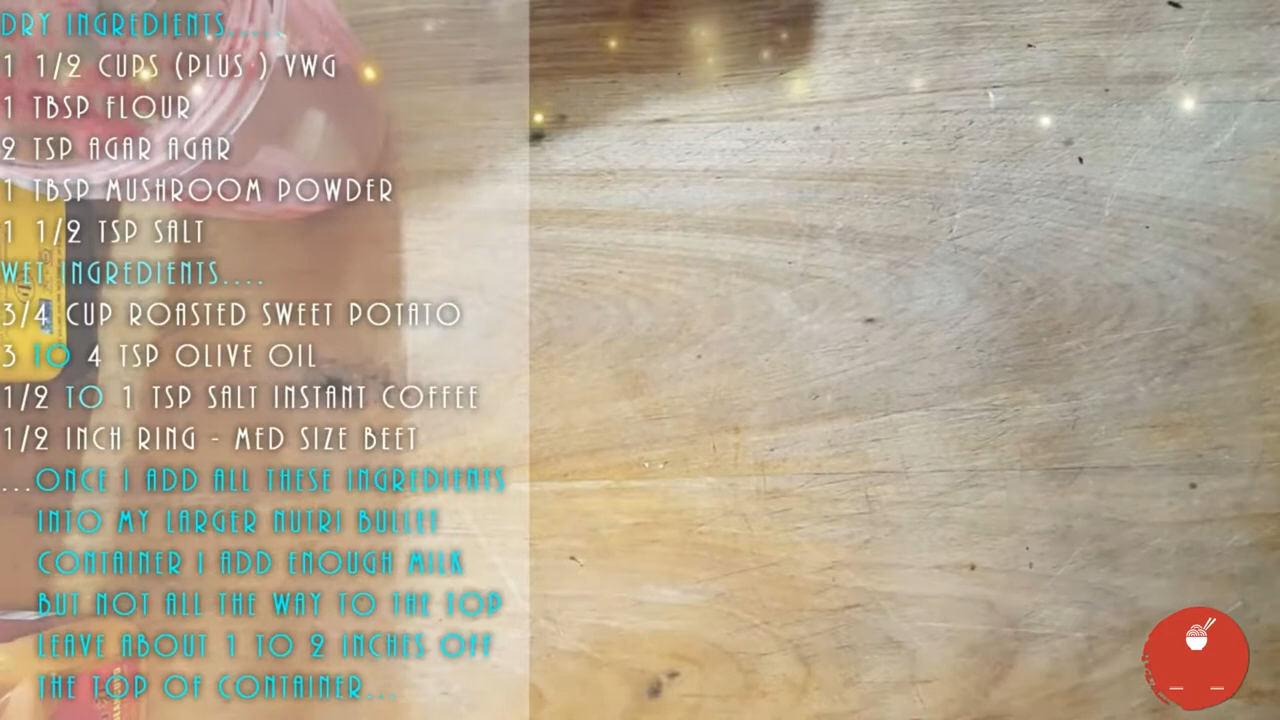 DRY INGREDIENTS.....
1 1/2 CUPS (PLUS ) VWG
1 TBSP FLOUR
2 TSP AGAR AGAR
1 TBSP MUSHROOM POWDER
1 1/2 TSP SALT
WET INGREDIENTS....
3/4 CUP ROASTED SWEET POTATO
3 TO 4 TSP OLIVE OIL
1/2 TO 1 TSP SALT INSTANT COFFEE
1/2 INCH RING - MED SIZE BEET
...ONCE I ADD ALL THESE INGREDIENTS
INTO MY LARGER NUTRI BULLET
CONTAINER I ADD ENOUGH MILK
BUT NOT ALL THE WAY TO THE TOP
LEAVE ABOUT 1 TO 2 INCHES OFF
THE TOP OF CONTAINER...